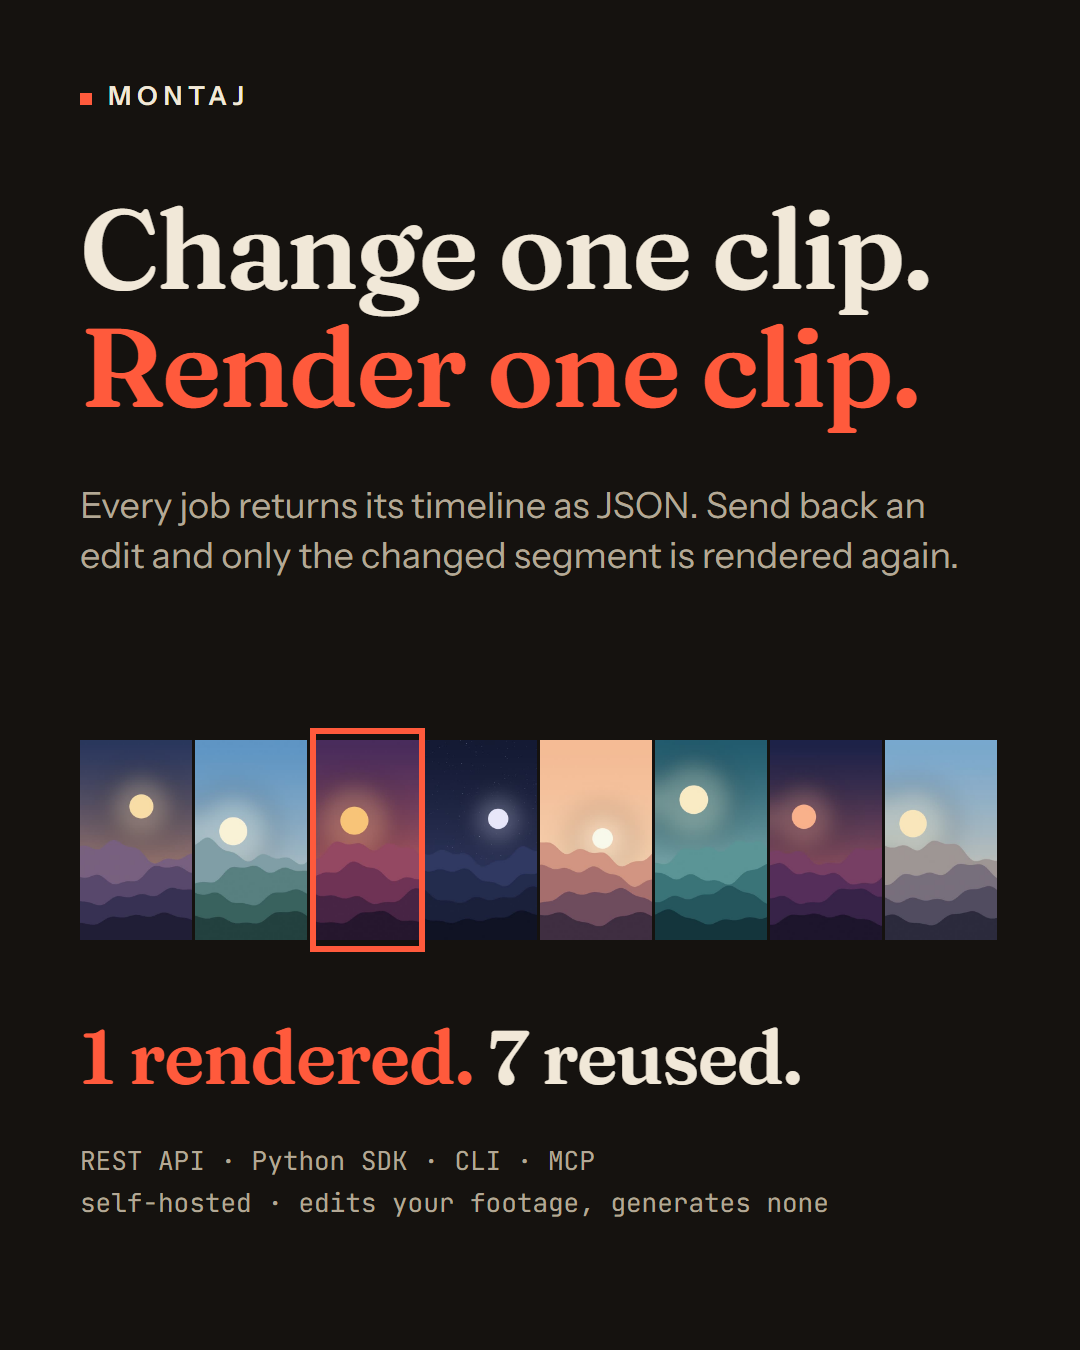 MONTAJ
Change one clip.
Render one clip.
Every job returns its timeline as JSON. Send back an
edit and only the changed segment is rendered again.
1 rendered. 7 reused.
REST API · Python SDK · CLI · MCP
self-hosted · edits your footage, generates none